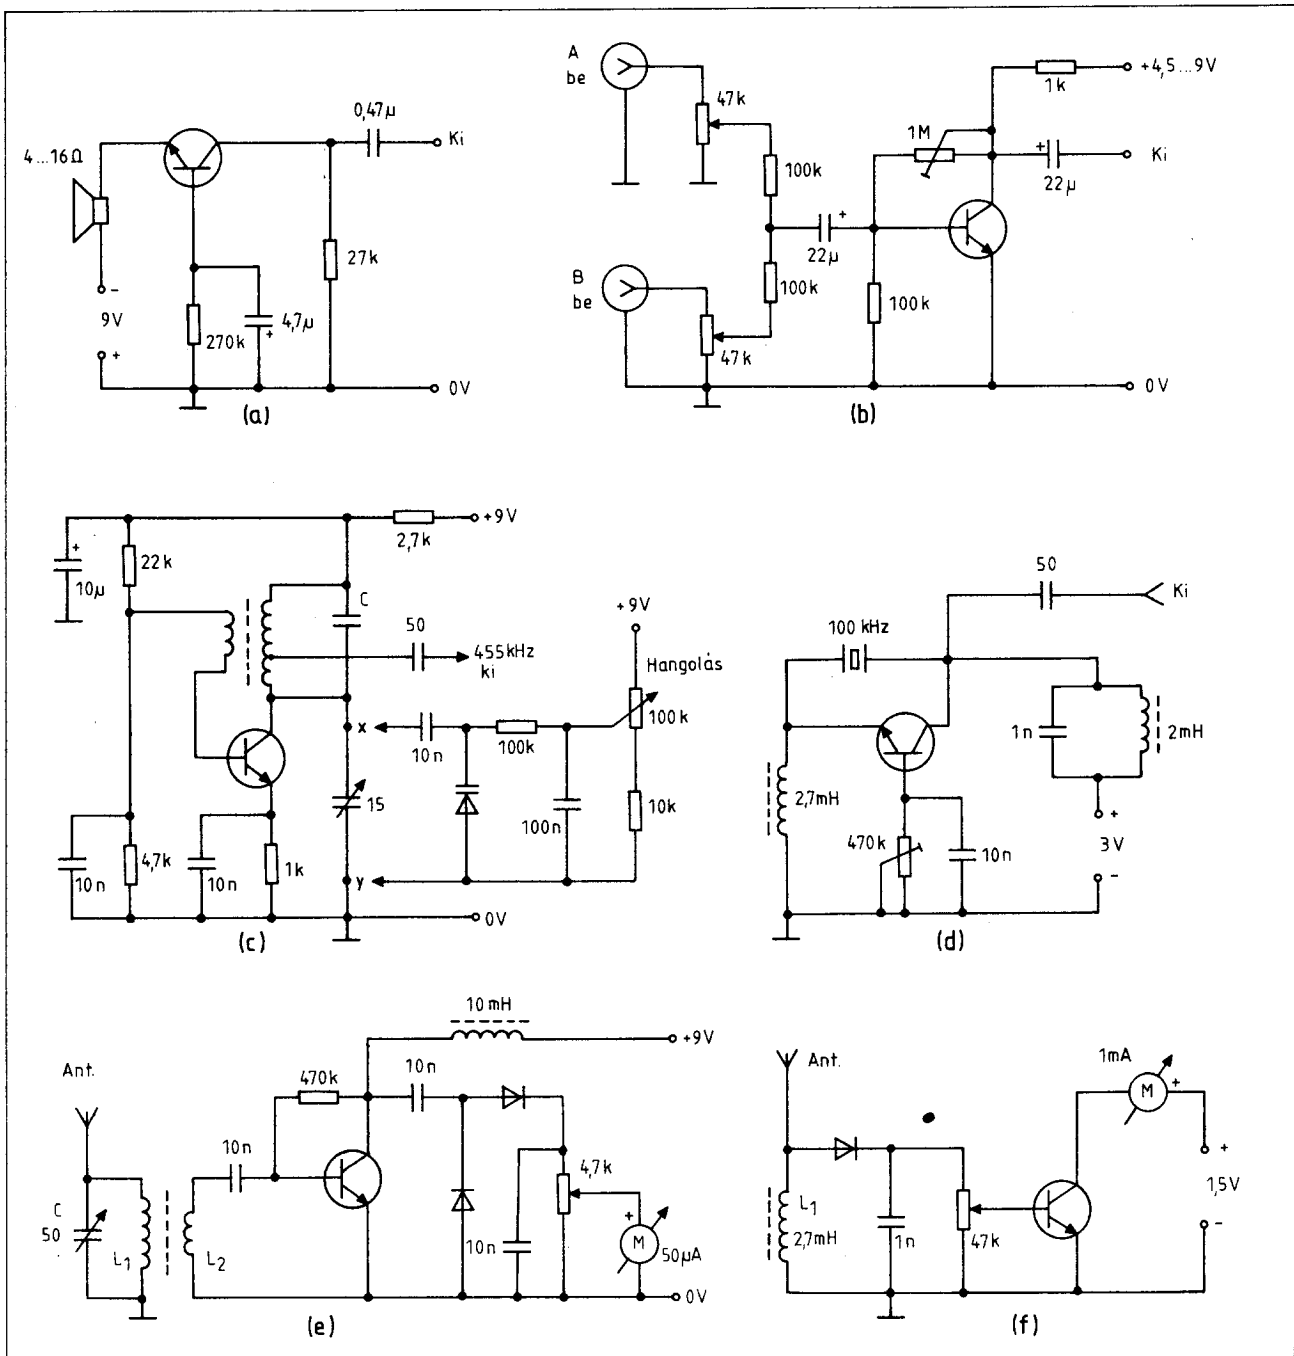 4...16Ω
0,47µ
Ki
27k
-
9V
+
270k
4,7µ
+
0V
(a)
A
be
47k
100k
B
be
47k
100k
22µ
+
100k
1M
1k
+4,5...9V
+
22µ
Ki
0V
(b)
+
10µ
22k
2,7k
+9V
C
50
455kHz
ki
+9V
Hangolás
100k
x
10n
100k
15
100n
10k
y
10n
4,7k
10n
1k
0V
(c)
50
Ki
100 kHz
1n
2mH
2,7mH
470k
10n
+
3V
-
(d)
Ant.
C
50
L1
L2
10n
470k
10mH
+9V
10n
4,7k
10n
+
M
50µA
0V
(e)
Ant.
L1
2,7mH
1n
47k
1mA
M
+
+
1,5V
-
(f)